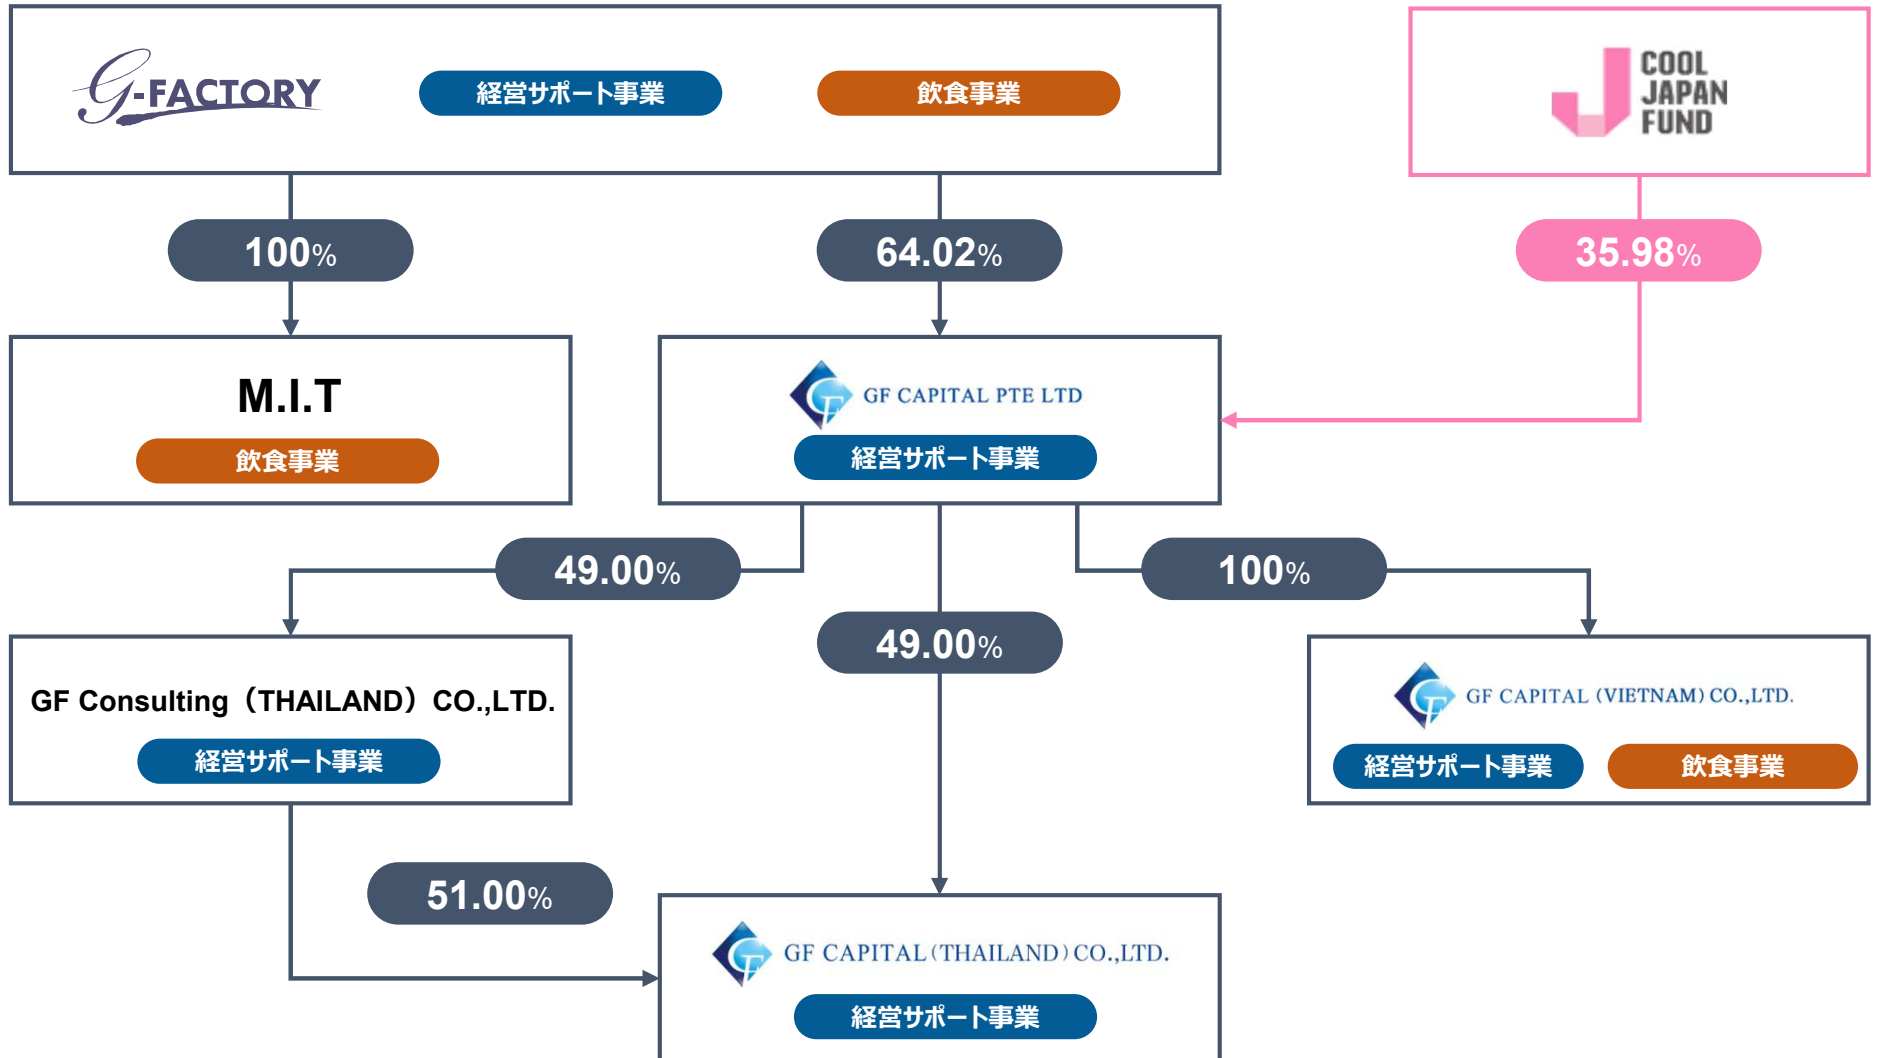 G-FACTORY
経営サポート事業
飲食事業
COOL
JAPAN
FUND
100%
64.02%
35.98%
M.I.T
飲食事業
GF CAPITAL PTE LTD
経営サポート事業
49.00%
100%
49.00%
GF Consulting（THAILAND）CO.,LTD.
経営サポート事業
GF CAPITAL (VIETNAM) CO.,LTD.
経営サポート事業
飲食事業
51.00%
GF CAPITAL (THAILAND) CO.,LTD.
経営サポート事業